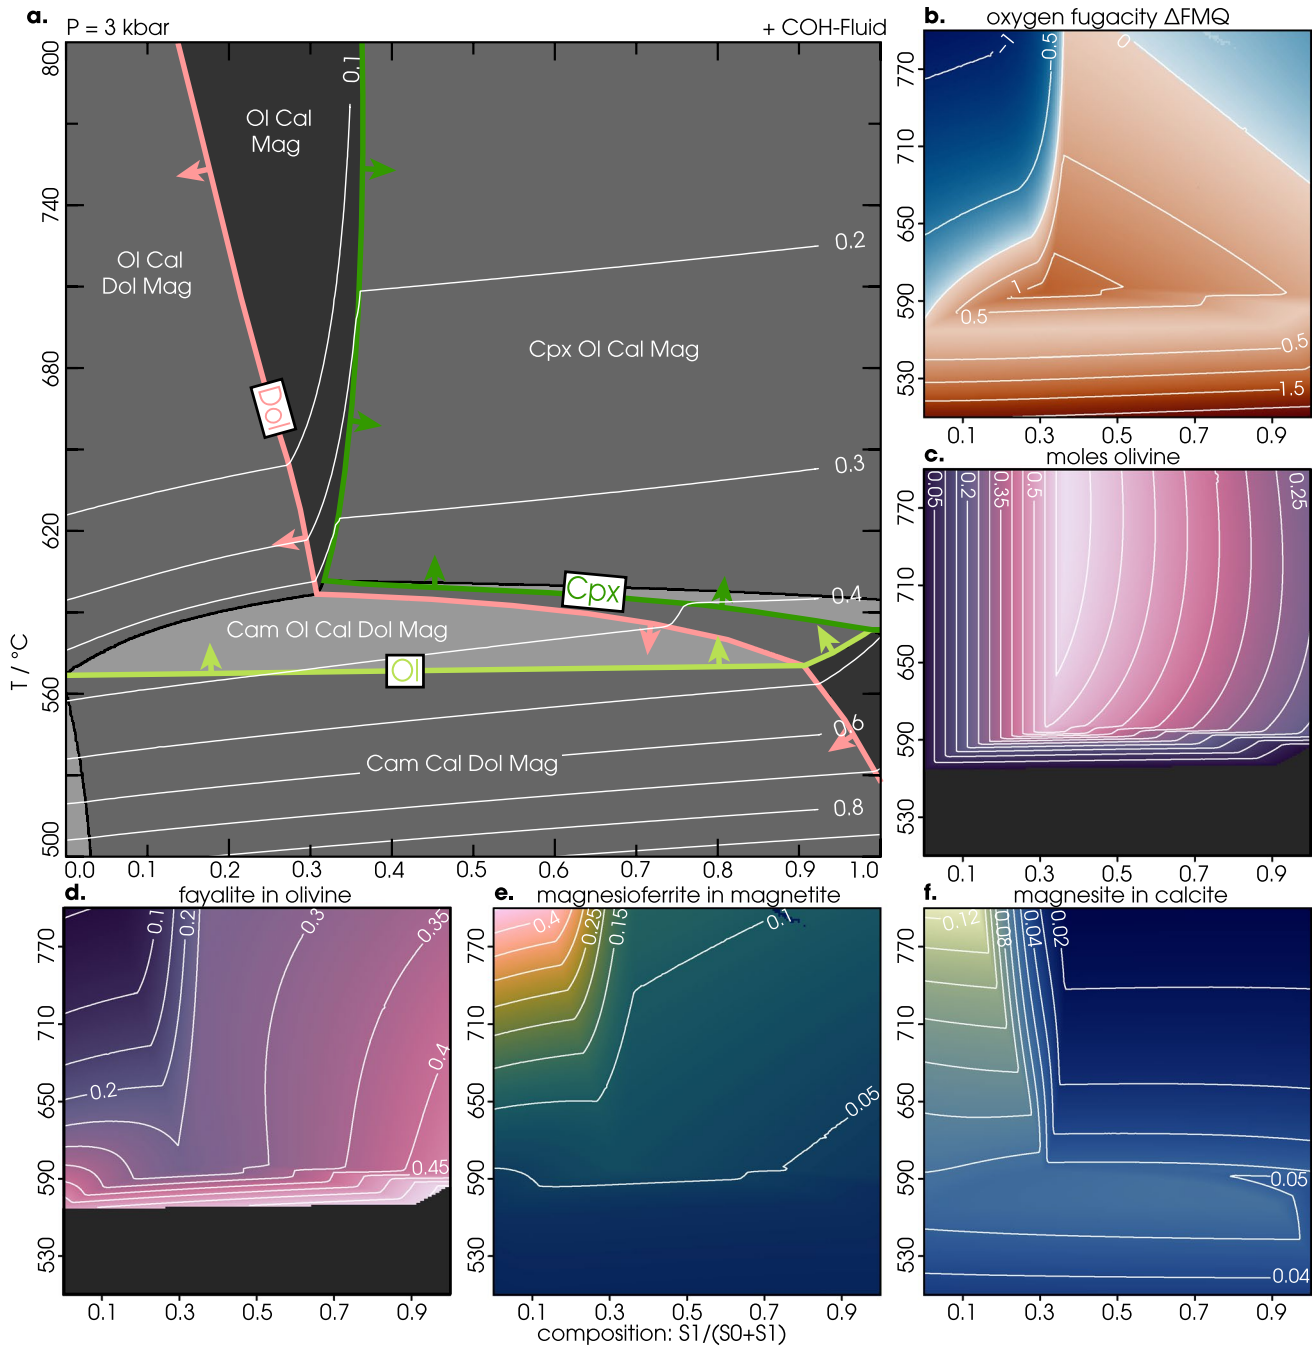 a.
P = 3 kbar
+ COH-Fluid
0.1
Ol Cal
Mag
Ol Cal
Dol Mag
0.2
Cpx Ol Cal Mag
Dol
0.3
Cpx
0.4
Cam Ol Cal Dol Mag
Ol
0.6
Cam Cal Dol Mag
0.8
800
740
680
620
560
500
T / °C
0.0 0.1 0.2 0.3 0.4 0.5 0.6 0.7 0.8 0.9 1.0
b.
oxygen fugacity ΔFMQ
-1
0.5
0
1
0.5
0.5
1.5
770
710
650
590
530
0.1 0.3 0.5 0.7 0.9
c.
moles olivine
0.05
0.2
0.35
0.5
0.25
770
710
650
590
530
0.1 0.3 0.5 0.7 0.9
d.
fayalite in olivine
0.1
0.2
0.3
0.35
0.2
0.4
0.45
770
710
650
590
530
0.1 0.3 0.5 0.7 0.9
e.
magnesioferrite in magnetite
0.4
0.25
0.15
0.1
0.05
770
710
650
590
530
0.1 0.3 0.5 0.7 0.9
composition: S1/(S0+S1)
f.
magnesite in calcite
0.12
0.08
0.04
0.02
0.05
0.04
770
710
650
590
530
0.1 0.3 0.5 0.7 0.9